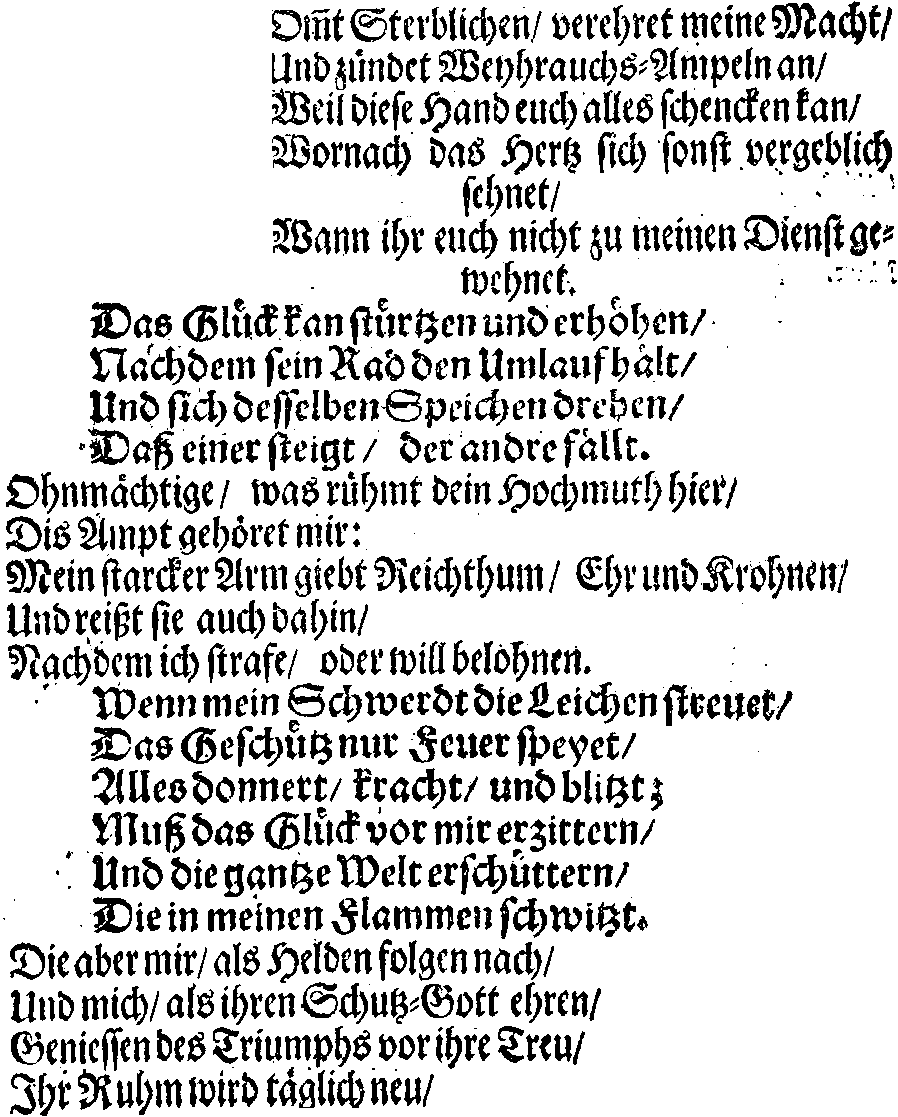 Om̃t Sterblichen/ verehret meine Macht/
Und zündet Weyhrauchs-Ampeln an/
Weil diese Hand euch alles schencken kan/
Wornach das Hertz sich sonst vergeblich
sehnet/
Wann ihr euch nicht zu meinen Dienst ge-
wehnet.
Das Glück kan stürtzen und erhöhen/
Nachdem sein Rad den Umlauf hält/
Und sich desselben Speichen drehen/
Daß einer steigt/ der andre fällt.
Ohnmächtige/ was rühmt dein Hochmuth hier/
Dis Ampt gehöret mir:
Mein starcker Arm giebt Reichthum/ Ehr und Krohnen/
Und reißt sie auch dahin/
Nachdem ich strafe/ oder will belohnen.
Wenn mein Schwerdt die Leichen streuet/
Das Geschütz nur Feuer speyet/
Alles donnert/ kracht/ und blitzt;
Muß das Glück vor mir erzittern/
Und die gantze Welt erschüttern/
Die in meinen Flammen schwitzt.
Die aber mir/ als Helden folgen nach/
Und mich/ als ihren Schutz-Gott ehren/
Geniessen des Triumphs vor ihre Treu/
Ihr Ruhm wird täglich neu/